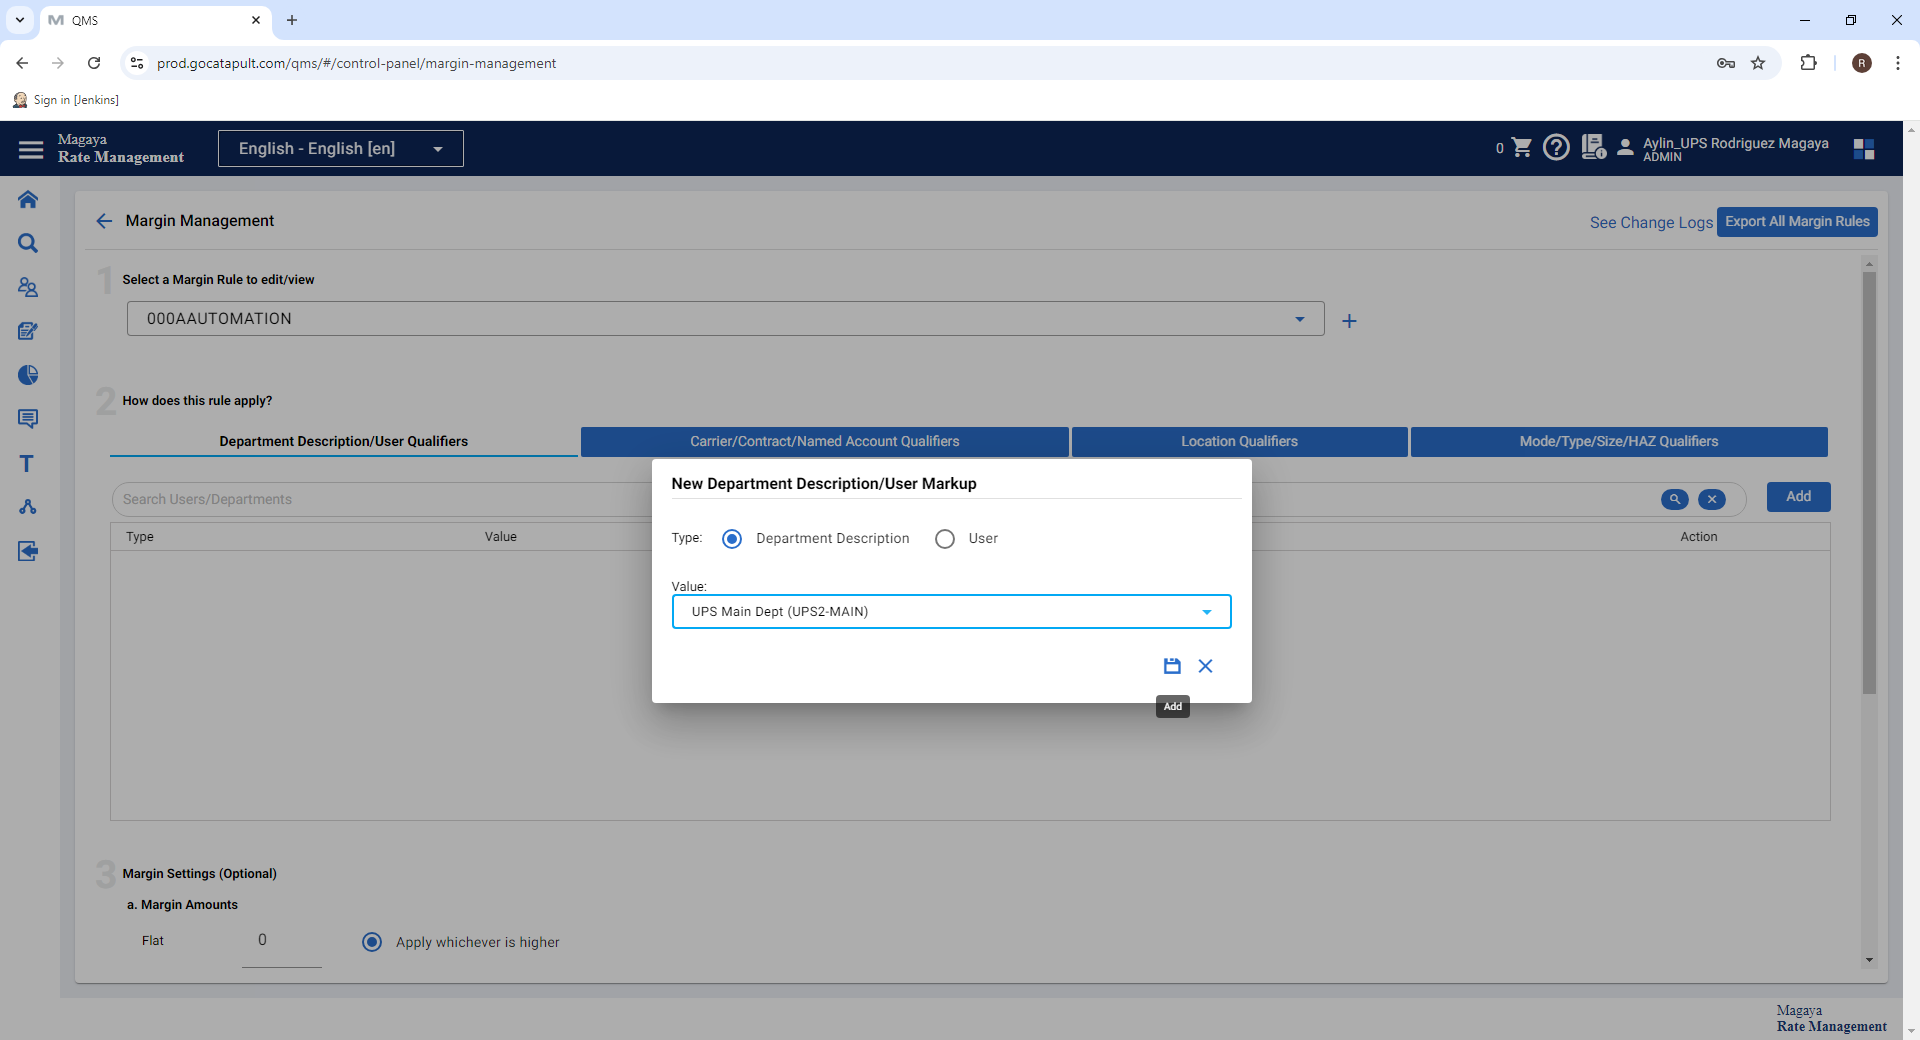 QMS
prod.gocatapult.com/qms/#/control-panel/margin-management
R
Sign in [Jenkins]
Magaya
Rate Management
English - English [en]
0
Aylin_UPS Rodriguez Magaya
ADMIN
Margin Management
See Change Logs
Export All Margin Rules
1
Select a Margin Rule to edit/view
000AAUTOMATION
2
How does this rule apply?
Department Description/User Qualifiers
Carrier/Contract/Named Account Qualifiers
Location Qualifiers
Mode/Type/Size/HAZ Qualifiers
Search Users/Departments
Add
Type
Value
Action
New Department Description/User Markup
Type:
Department Description
User
Value:
UPS Main Dept (UPS2-MAIN)
Add
3
Margin Settings (Optional)
a. Margin Amounts
Flat
0
Apply whichever is higher
Magaya
Rate Management